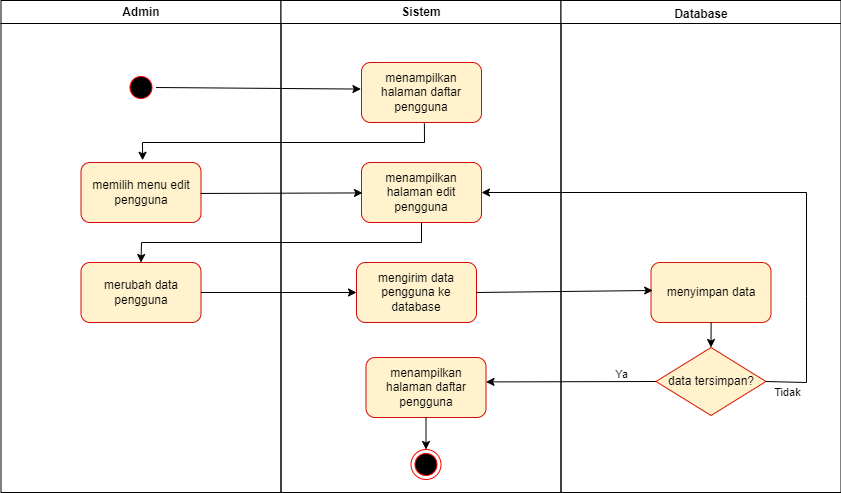 Admin
Sistem
Database
menampilkan
halaman daftar
pengguna
memilih menu edit
pengguna
menampilkan
halaman edit
pengguna
merubah data
pengguna
mengirim data
pengguna ke
database
menyimpan data
data tersimpan?
Ya
Tidak
menampilkan
halaman daftar
pengguna